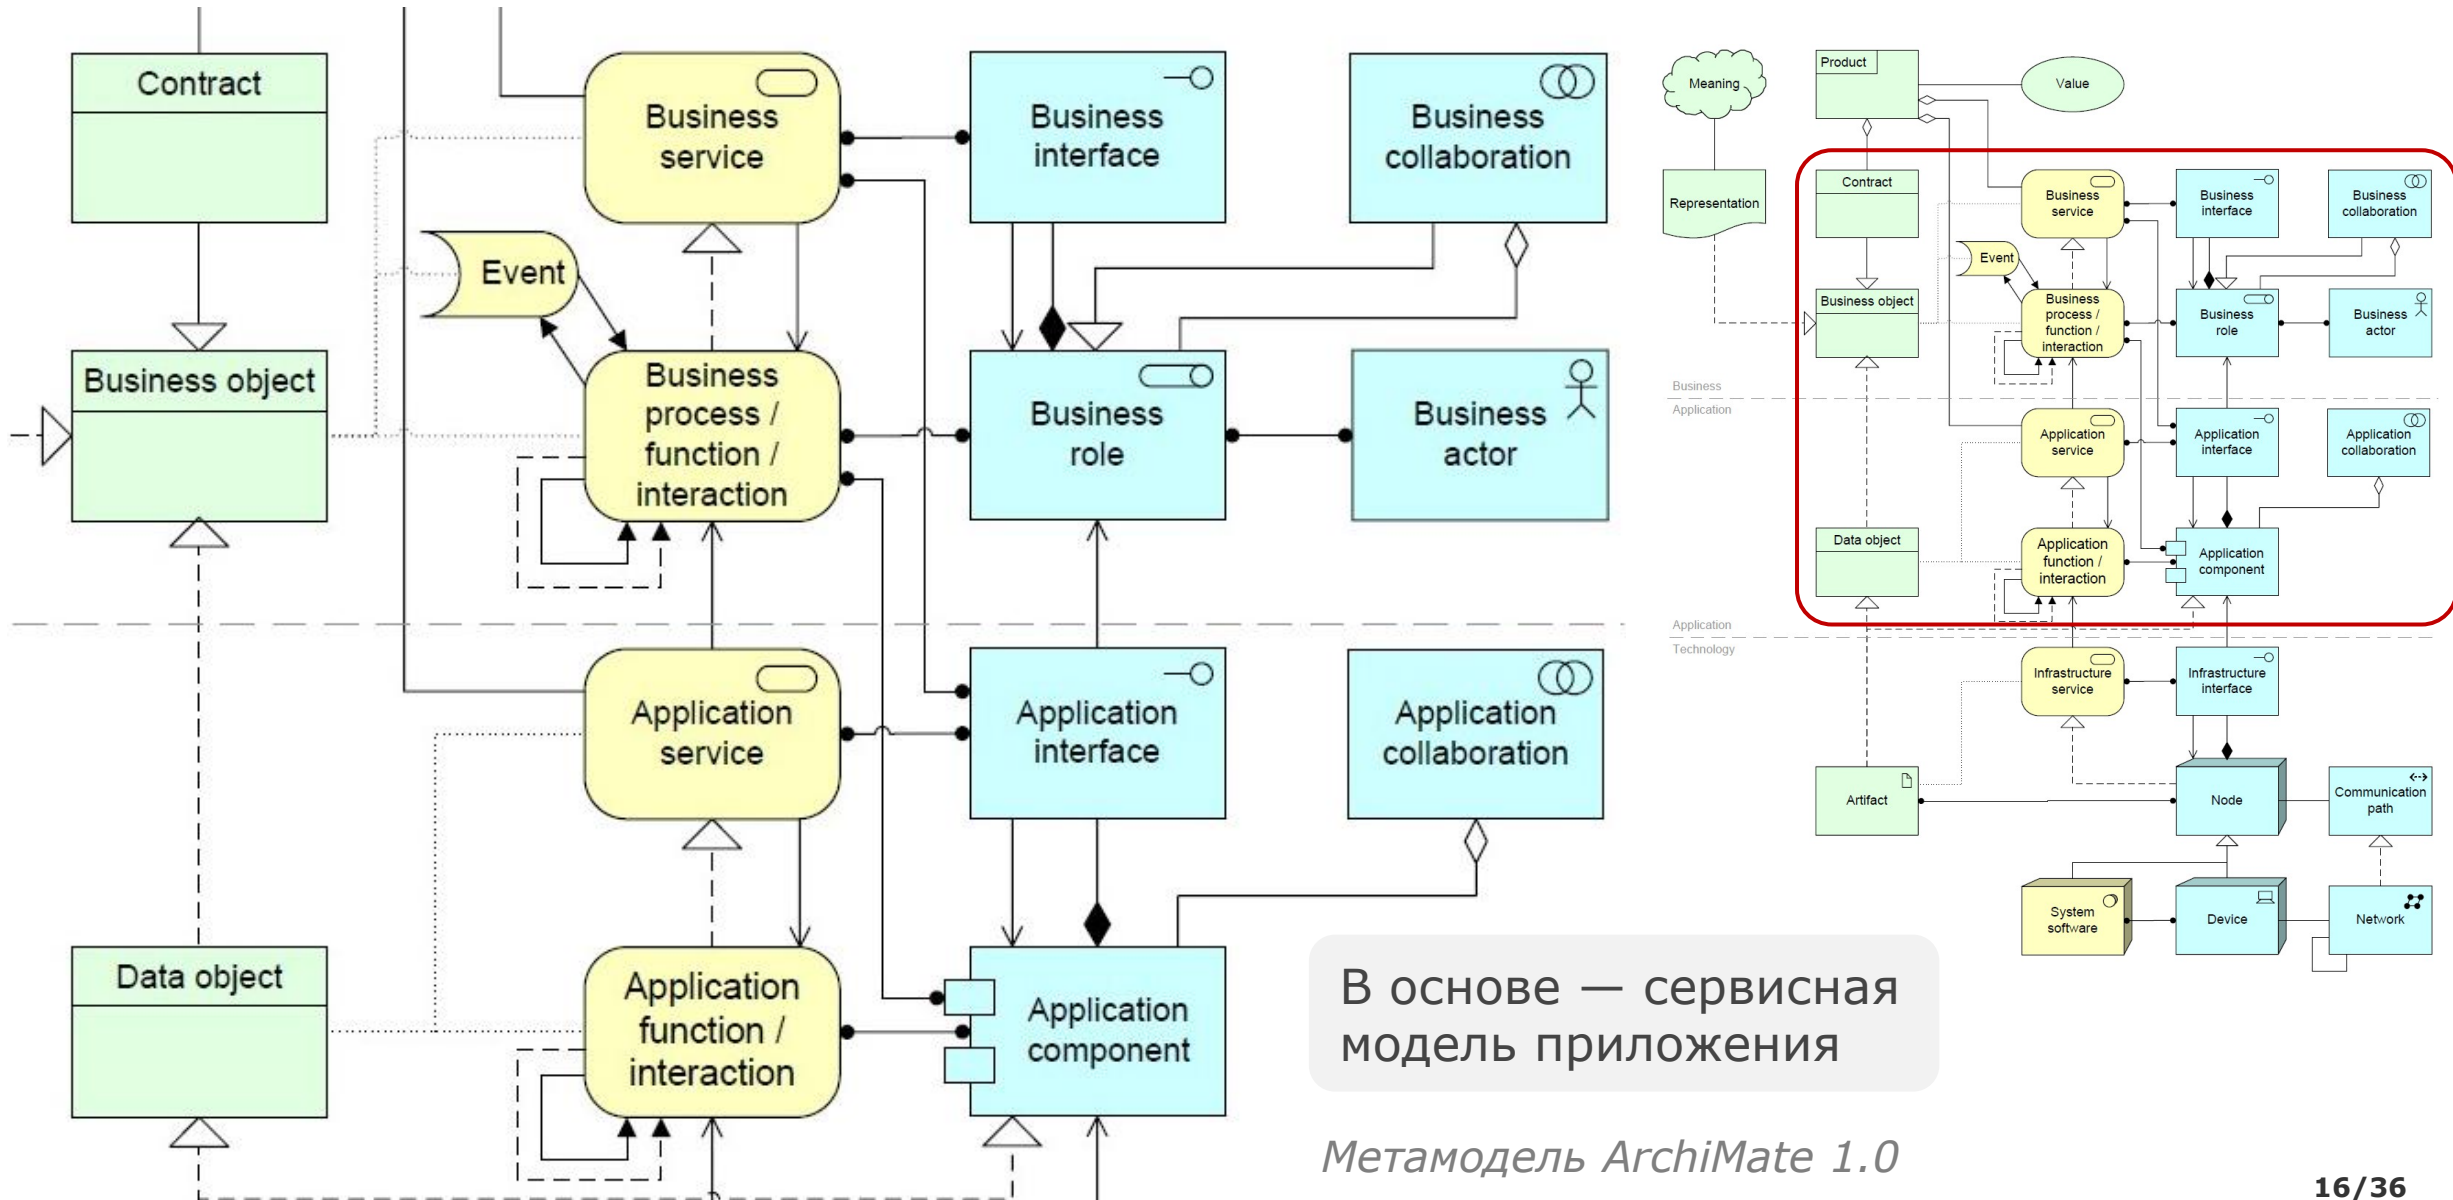 Contract
Business
service
Business
interface
Business
collaboration
Event
Business object
Business
process /
function /
interaction
Business
role
Business
actor
Application
service
Application
interface
Application
collaboration
Data object
Application
function /
interaction
Application
component
Meaning
Product
Value
Representation
Contract
Business
service
Business
interface
Business
collaboration
Event
Business object
Business
process /
function /
interaction
Business
role
Business
actor
Business
Application
Application
service
Application
interface
Application
collaboration
Data object
Application
function /
interaction
Application
component
Application
Technology
Infrastructure
service
Infrastructure
interface
Artifact
Node
Communication
path
System
software
Device
Network
В основе — сервисная
модель приложения
Метамодель ArchiMate 1.0
16/36